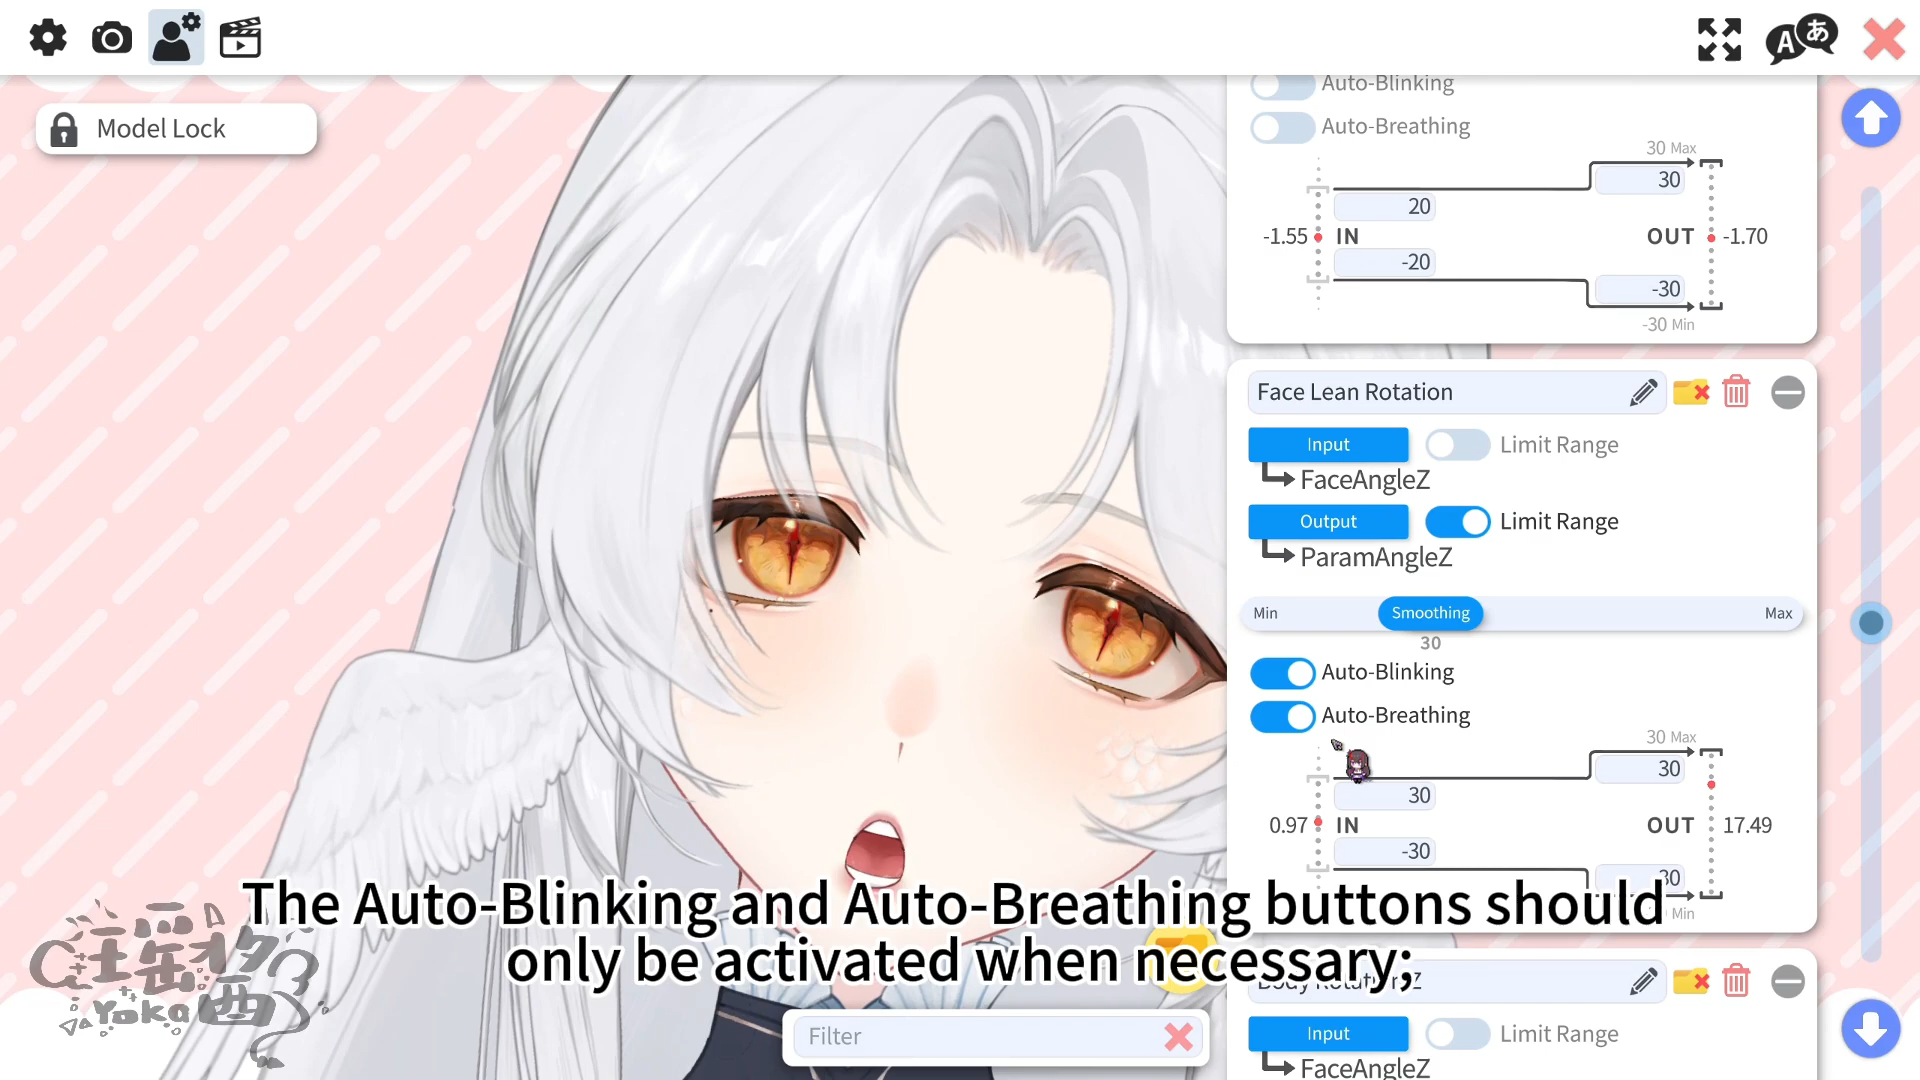 Model Lock
Auto-Blinking
Auto-Breathing
30 Max
30
20
-1.55
IN
OUT
-1.70
-20
-30
-30 Min
Face Lean Rotation
Input
Limit Range
FaceAngleZ
Output
Limit Range
ParamAngleZ
Min
Smoothing
Max
30
Auto-Blinking
Auto-Breathing
30 Max
30
30
0.97
IN
OUT
17.49
-30
Min
The Auto-Blinking and Auto-Breathing buttons should
only be activated when necessary;
Yoka
Filter
Input
Limit Range
FaceAngleZ
A
あ